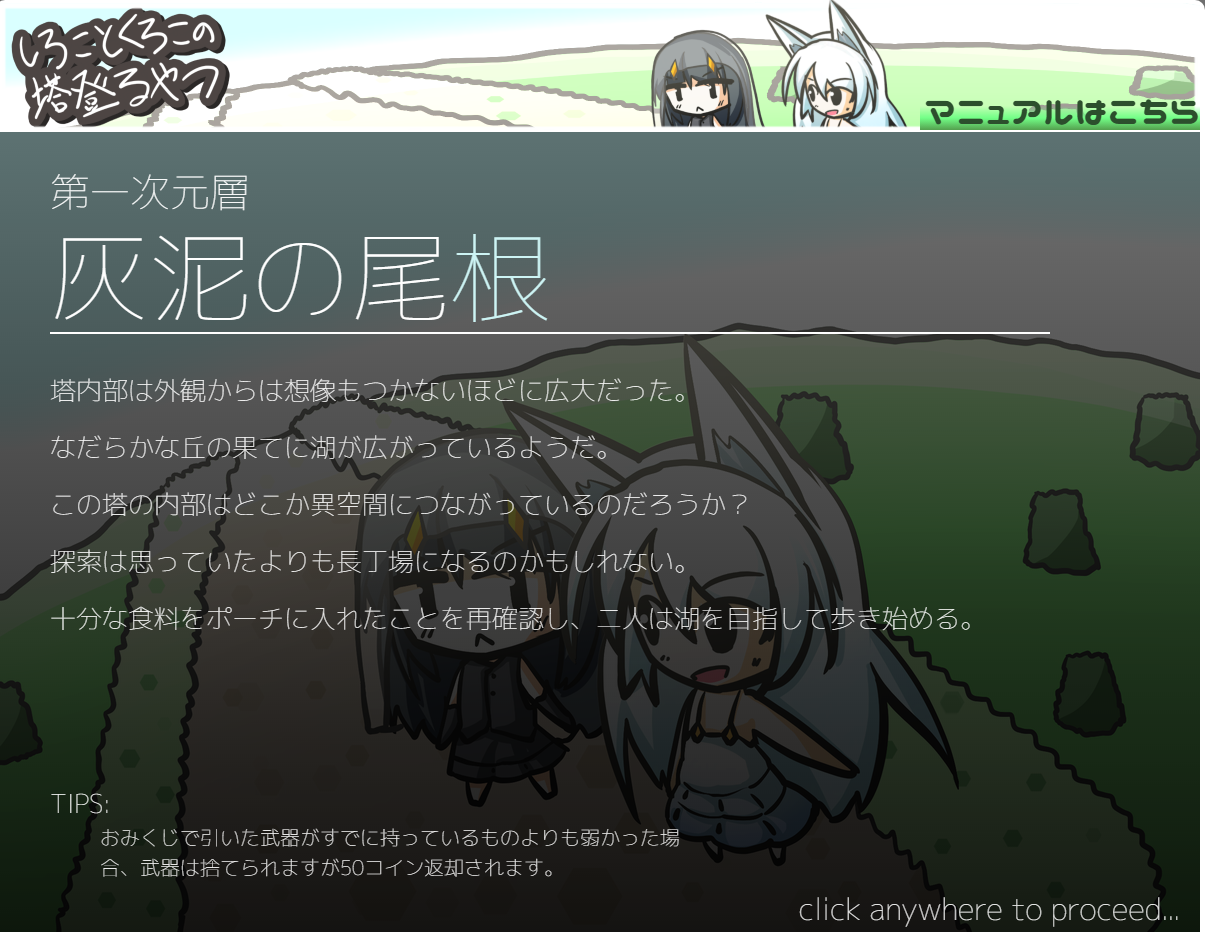 しろことくろこの
塔登るやつ
マニュアルはこちら
第一次元層
灰泥の尾根
塔内部は外観からは想像もつかないほどに広大だった。
なだらかな丘の果てに湖が広がっているようだ。
この塔の内部はどこか異空間につながっているのだろうか？
探索は思っていたよりも長丁場になるのかもしれない。
十分な食料をポーチに入れたことを再確認し、二人は湖を目指して歩き始める。
TIPS:
おみくじで引いた武器がすでに持っているものよりも弱かった場
合、武器は捨てられますが50コイン返却されます。
click anywhere to proceed...